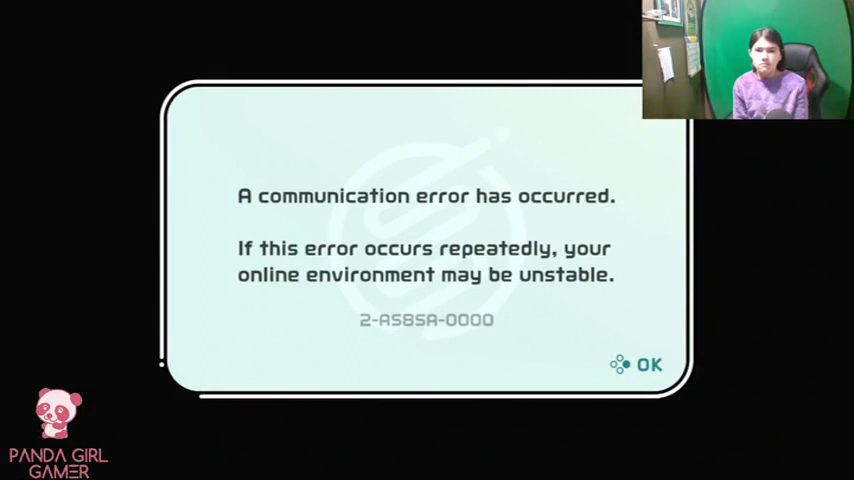 A communication error has occurred.
If this error occurs repeatedly, your
online environment may be unstable.
2-ASBSA-0000
OK
PANDA GIRL
GAMER